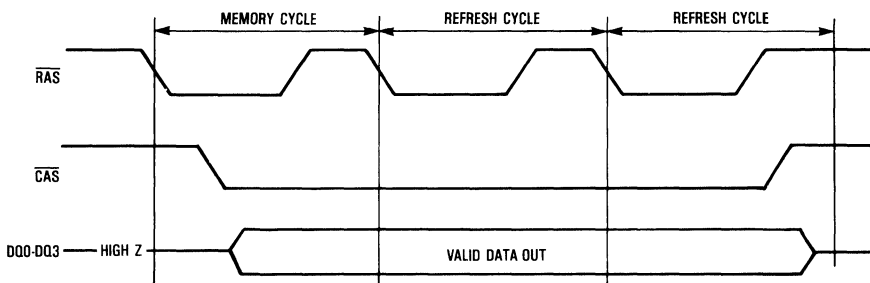 MEMORY CYCLE REFRESH CYCLE REFRESH CYCLE
RAS
CAS
DQ0-DQ3 HIGH Z VALID DATA OUT